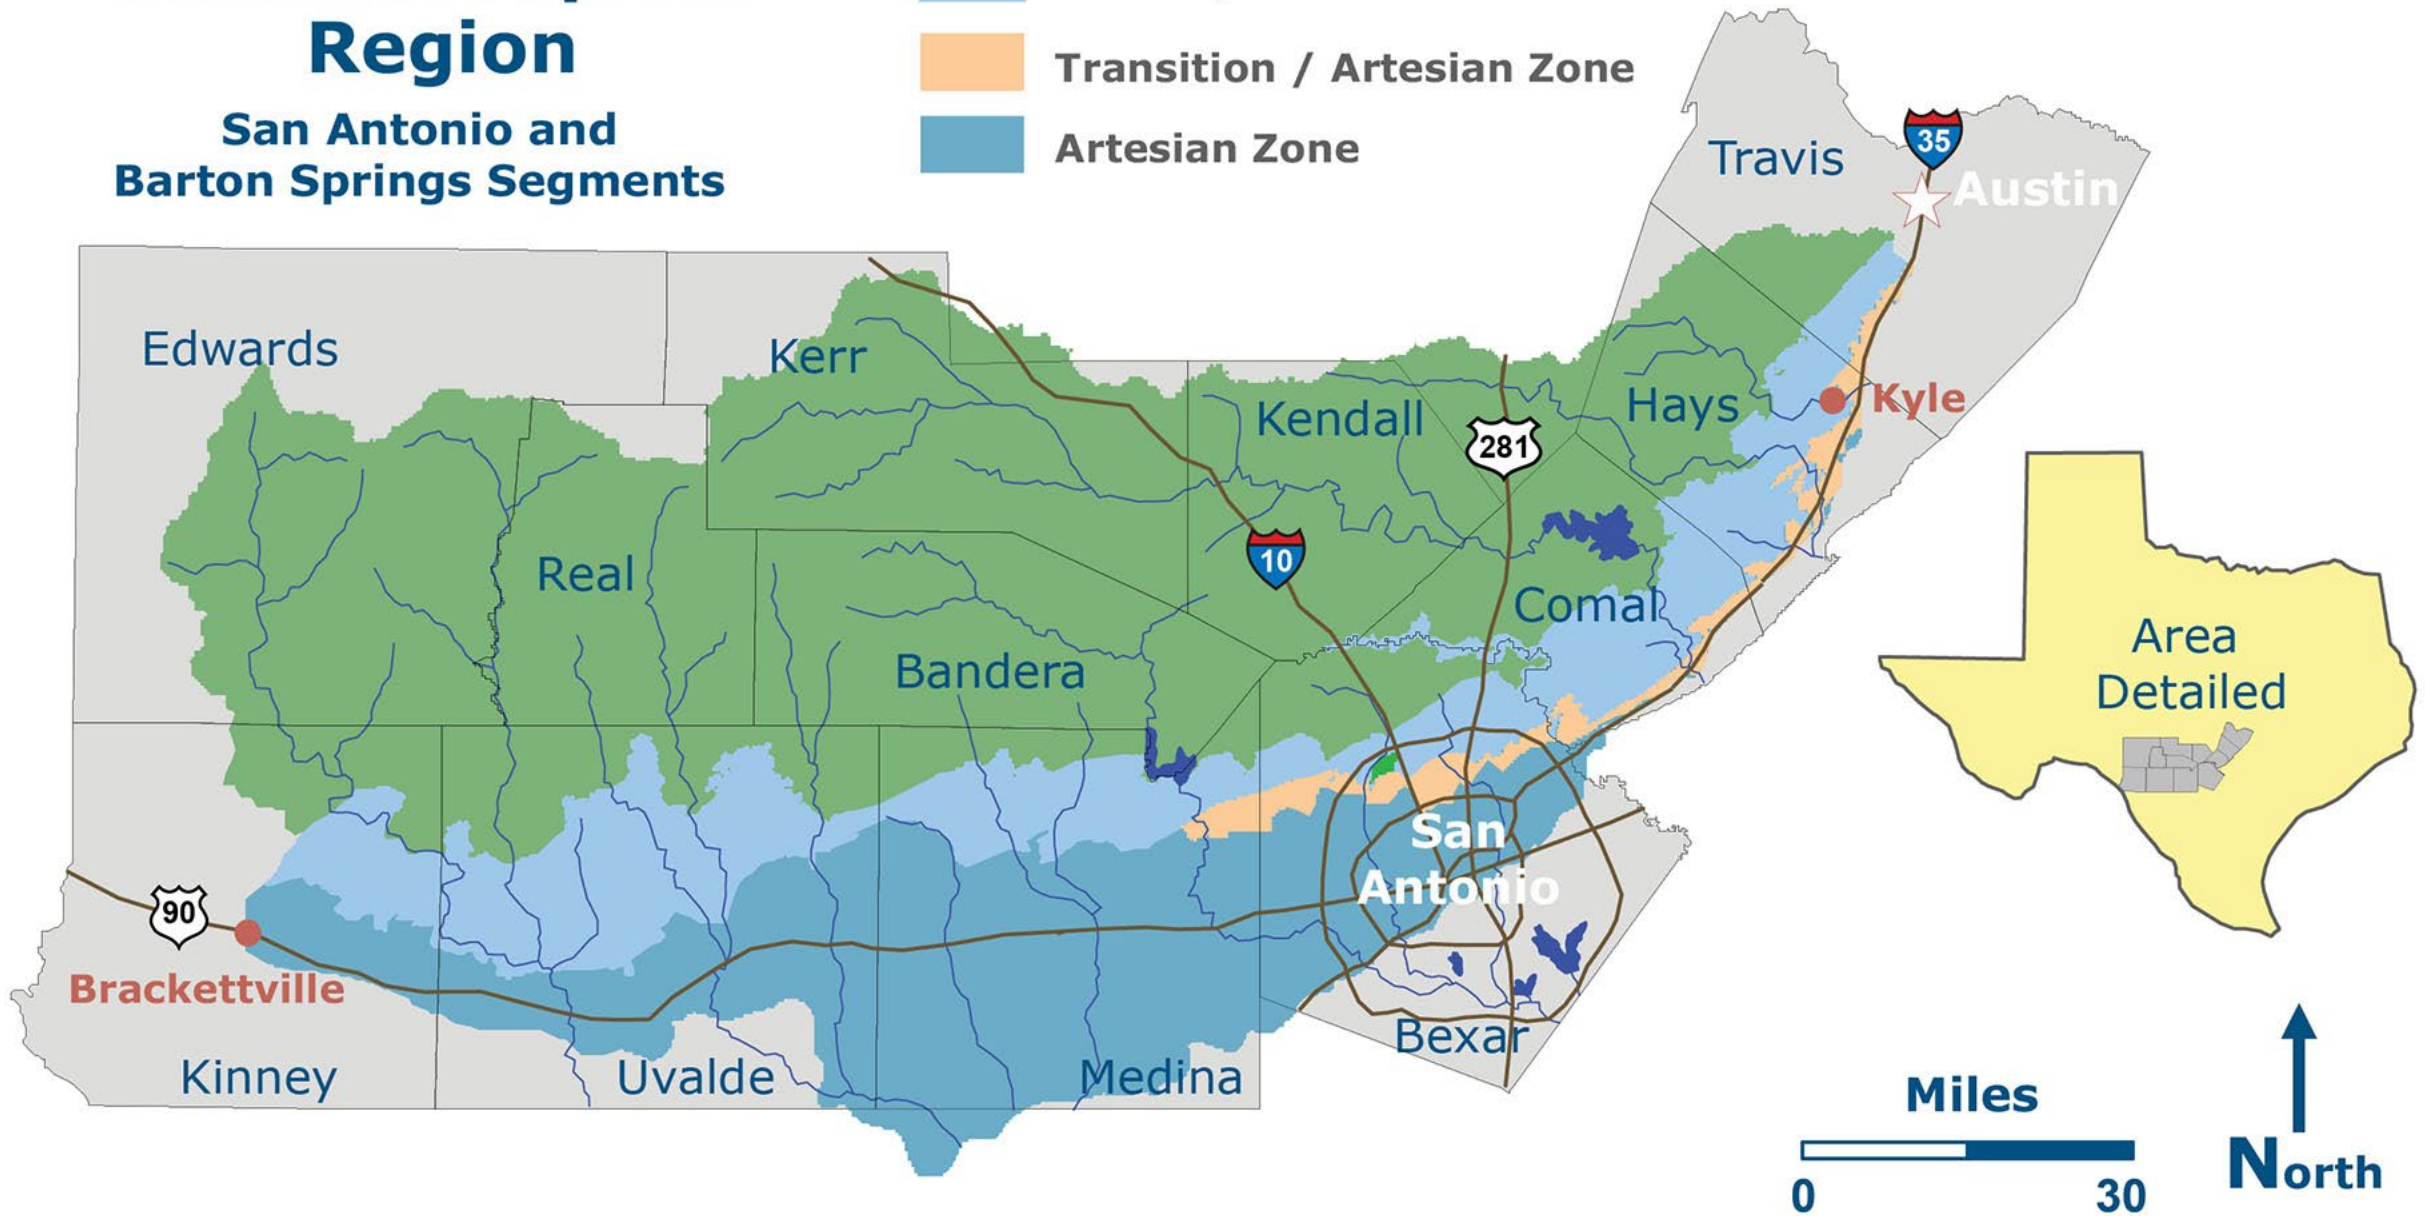 Region
San Antonio and
Barton Springs Segments
Transition / Artesian Zone
Artesian Zone
Travis
35
Austin
Edwards
Kerr
Kendall
Hays
Kyle
281
10
Real
Comal
Bandera
Area
Detailed
San
Antonio
90
Brackettville
Kinney
Uvalde
Medina
Bexar
Miles
0 30
North